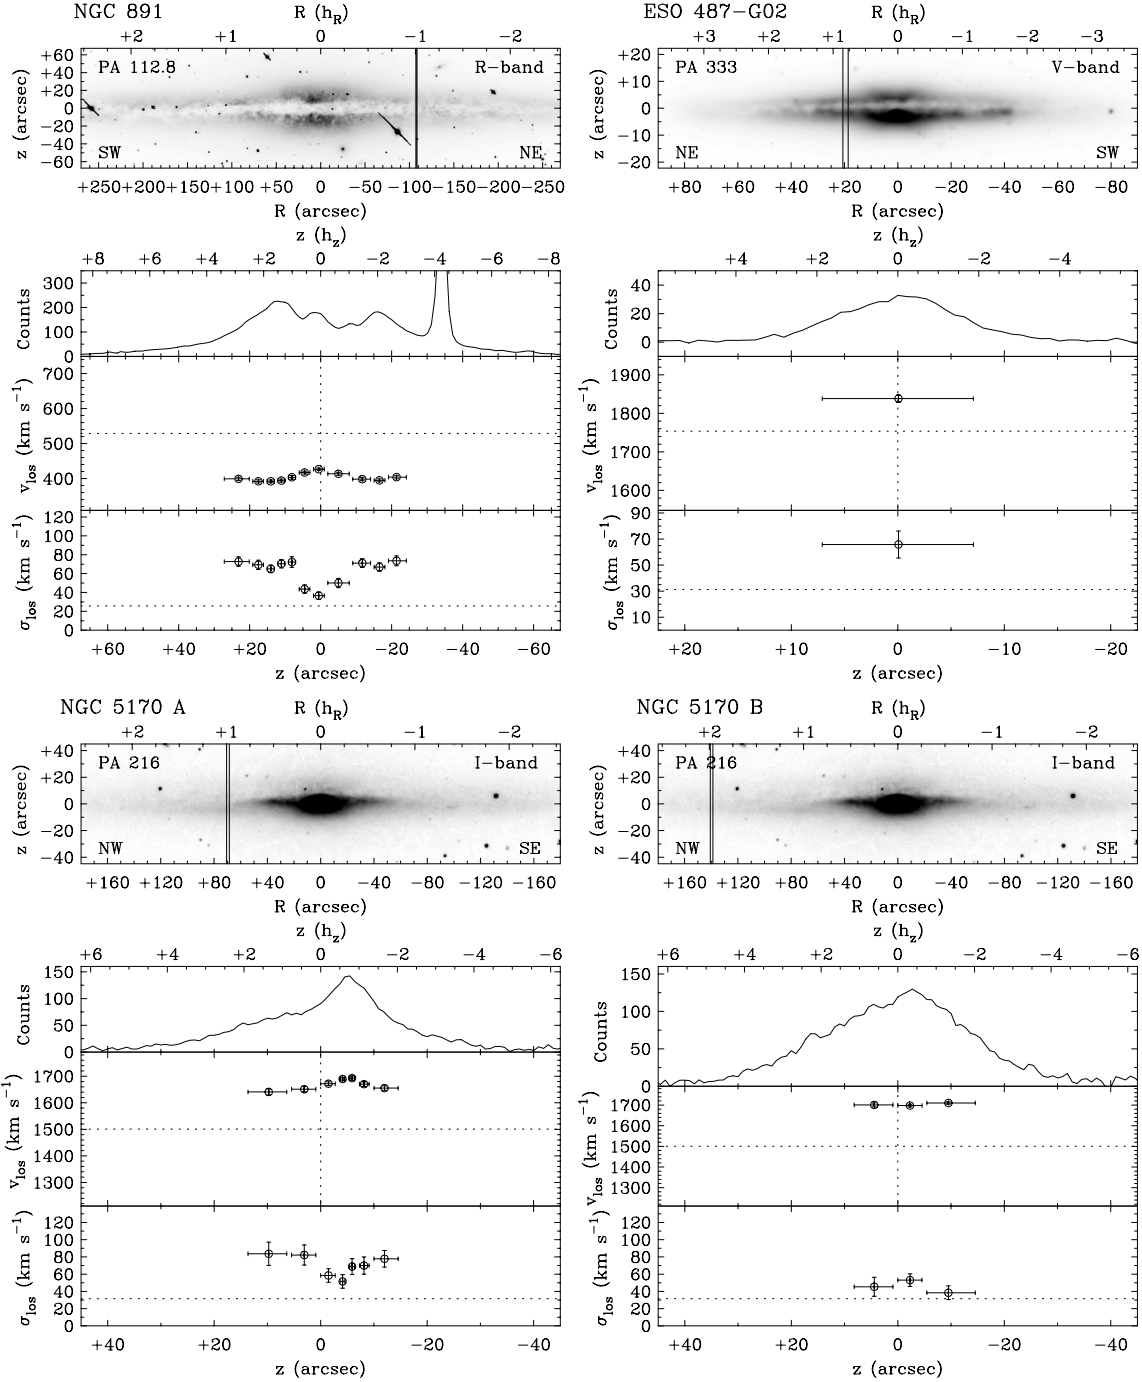 NGC 891
R (h_R)
+2 +1 0 −1 −2
+60
+40
+20
0
−20
−40
−60
z (arcsec)
PA 112.8
R−band
SW
NE
+250 +200 +150 +100 +50 0 −50 −100 −150 −200 −250
R (arcsec)
z (h_z)
+8 +6 +4 +2 0 −2 −4 −6 −8
300
200
100
0
Counts
700
600
500
400
v_los (km s^−1)
120
100
80
60
40
20
0
σ_los (km s^−1)
+60 +40 +20 0 −20 −40 −60
z (arcsec)
ESO 487−G02
R (h_R)
+3 +2 +1 0 −1 −2 −3
+20
+10
0
−10
−20
z (arcsec)
PA 333
V−band
NE
SW
+80 +60 +40 +20 0 −20 −40 −60 −80
R (arcsec)
z (h_z)
+4 +2 0 −2 −4
40
20
0
Counts
1900
1800
1700
1600
v_los (km s^−1)
90
70
50
30
10
σ_los (km s^−1)
+20 +10 0 −10 −20
z (arcsec)
NGC 5170 A
R (h_R)
+2 +1 0 −1 −2
+40
+20
0
−20
−40
z (arcsec)
PA 216
I−band
NW
SE
+160 +120 +80 +40 0 −40 −80 −120 −160
R (arcsec)
z (h_z)
+6 +4 +2 0 −2 −4 −6
150
100
50
0
Counts
1700
1600
1500
1400
1300
v_los (km s^−1)
120
100
80
60
40
20
0
σ_los (km s^−1)
+40 +20 0 −20 −40
z (arcsec)
NGC 5170 B
R (h_R)
+2 +1 0 −1 −2
+40
+20
0
−20
−40
z (arcsec)
PA 216
I−band
NW
SE
+160 +120 +80 +40 0 −40 −80 −120 −160
R (arcsec)
z (h_z)
+6 +4 +2 0 −2 −4 −6
150
100
50
0
Counts
1700
1600
1500
1400
1300
v_los (km s^−1)
120
100
80
60
40
20
0
σ_los (km s^−1)
+40 +20 0 −20 −40
z (arcsec)